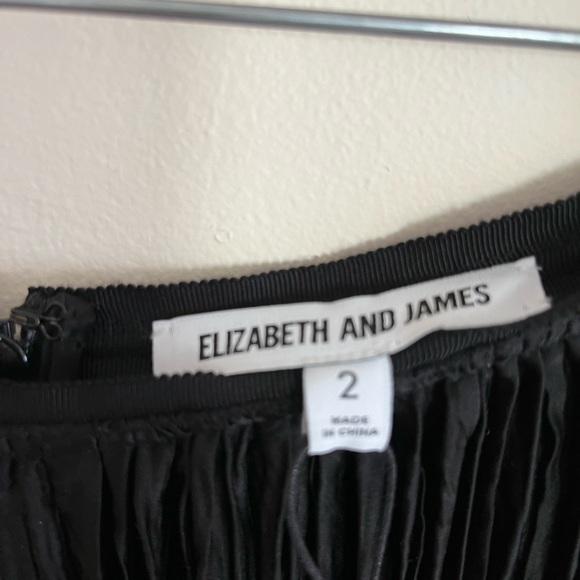 ELIZABETH AND JAMES
2
MADE
IN CHINA